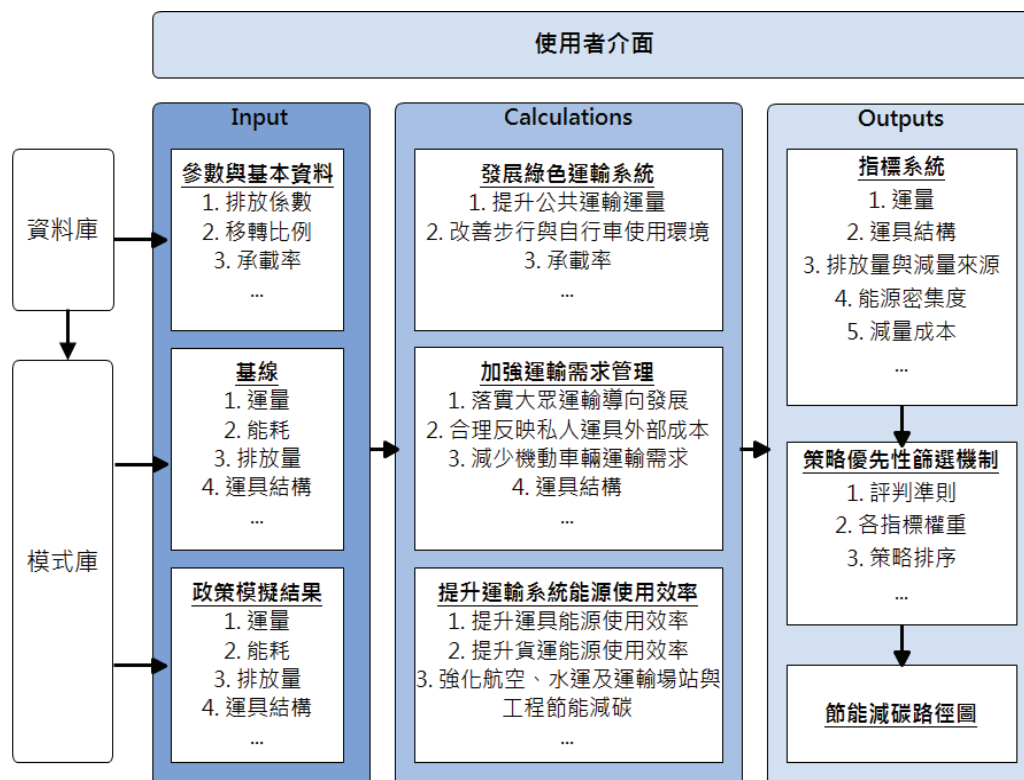 使用者介面
資料庫
模式庫
Input
參數與基本資料
1. 排放係數
2. 移轉比例
3. 承載率
...
基線
1. 運量
2. 能耗
3. 排放量
4. 運具結構
...
政策模擬結果
1. 運量
2. 能耗
3. 排放量
4. 運具結構
...
Calculations
發展綠色運輸系統
1. 提升公共運輸運量
2. 改善步行與自行車使用環境
3. 承載率
...
加強運輸需求管理
1. 落實大眾運輸導向發展
2. 合理反映私人運具外部成本
3. 減少機動車輛運輸需求
4. 運具結構
...
提升運輸系統能源使用效率
1. 提升運具能源使用效率
2. 提升貨運能源使用效率
3. 強化航空、水運及運輸場站與
工程節能減碳
...
Outputs
指標系統
1. 運量
2. 運具結構
3. 排放量與減量來源
4. 能源密集度
5. 減量成本
...
策略優先性篩選機制
1. 評判準則
2. 各指標權重
3. 策略排序
...
節能減碳路徑圖